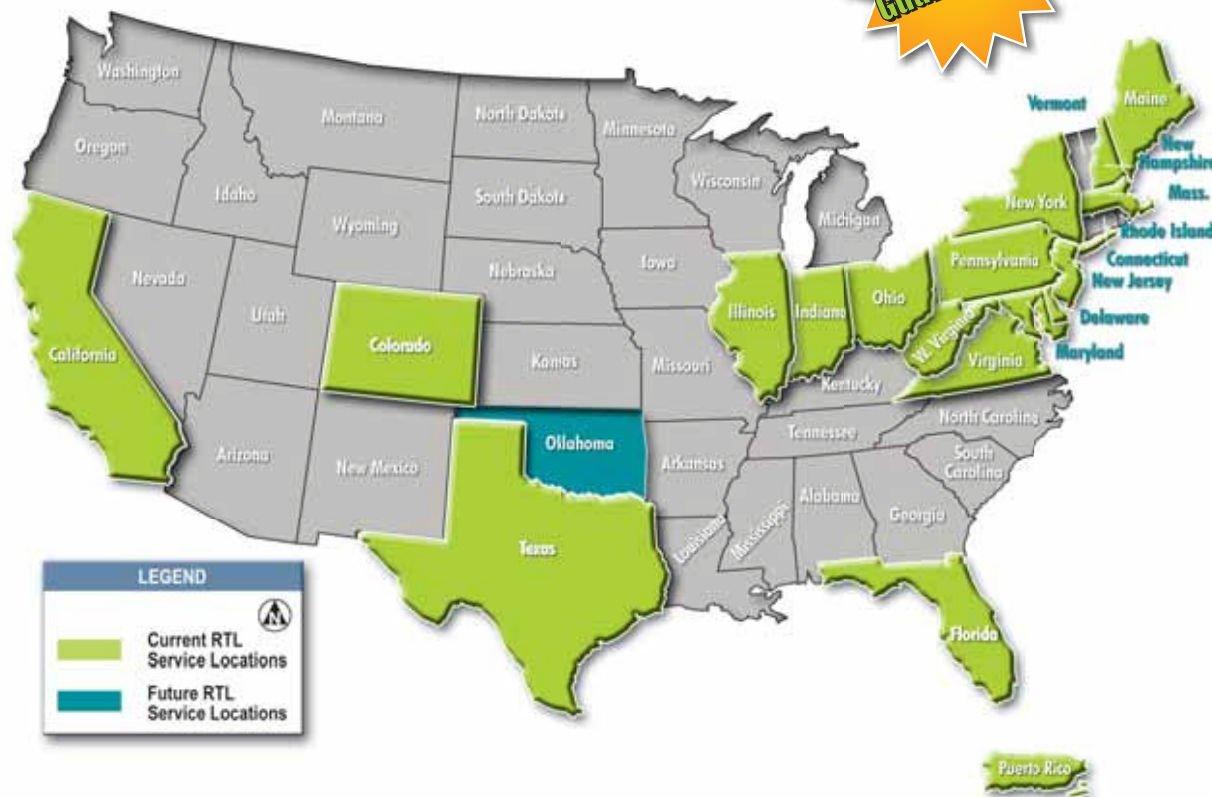 Washington
Oregon
Idaho
Montana
North Dakota
South Dakota
Minnesota
Wisconsin
Michigan
Wyoming
Nebraska
Iowa
Nevada
Utah
California
Colorado
Kansas
Missouri
Illinois
Indiana
Ohio
Kentucky
W. Virginia
Virginia
Pennsylvania
New York
Vermont
Maine
New
Hampshire
Mass.
Rhode Island
Connecticut
New Jersey
Delaware
Maryland
North Carolina
South
Carolina
Tennessee
Arkansas
Oklahoma
Arizona
New Mexico
Texas
Louisiana
Mississippi
Alabama
Georgia
Florida
Puerto Rico
LEGEND
N
Current RTL
Service Locations
Future RTL
Service Locations